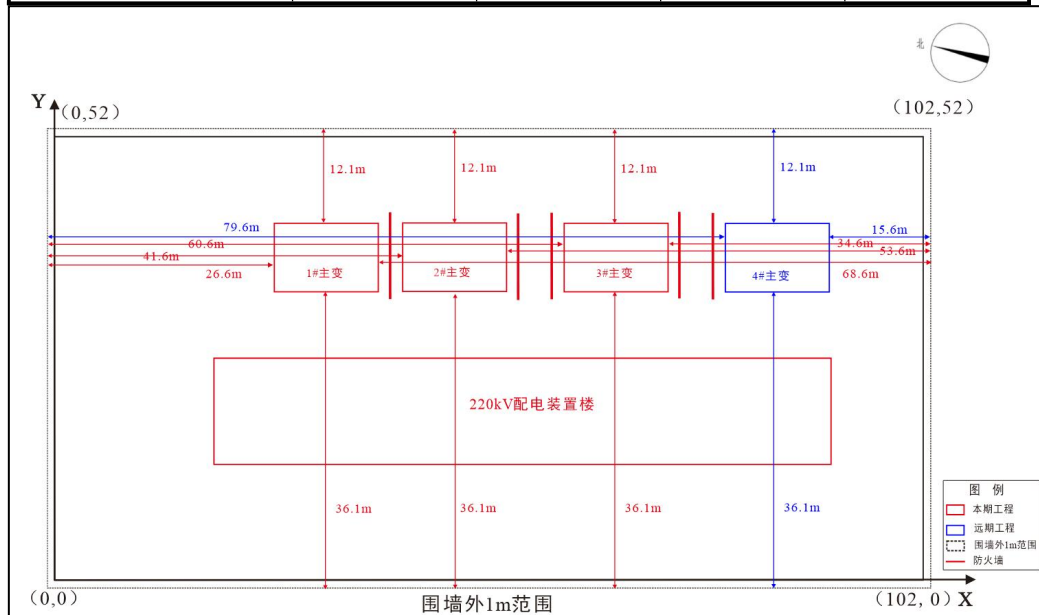 北
Y
（0,52）
（102,52）
12.1m
12.1m
12.1m
12.1m
79.6m
15.6m
60.6m
34.6m
53.6m
41.6m
26.6m
1#主变
2#主变
3#主变
4#主变
68.6m
220kV配电装置楼
36.1m
36.1m
36.1m
36.1m
图 例
本期工程
远期工程
围墙外1m范围
防火墙
（0,0）
围墙外1m范围
（102, 0）
X